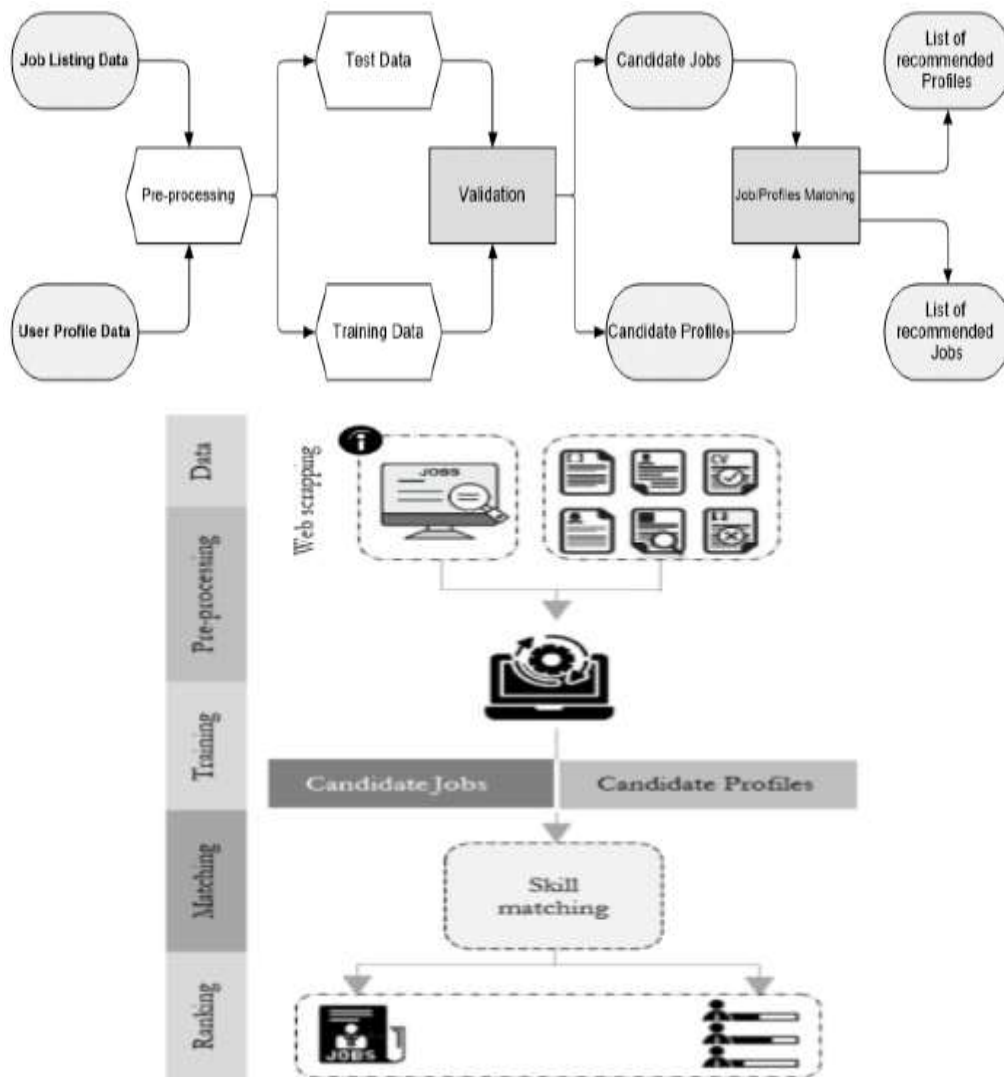 Job Listing Data
Test Data
Candidate Jobs
List of
recommended
Profiles
Pre-processing
Validation
Job/Profiles Matching
User Profile Data
Training Data
Candidate Profiles
List of
recommended
Jobs
Data
Web scrapping
JOBS
CV
Pre-processing
Training
Candidate Jobs
Candidate Profiles
Matching
Skill
matching
Ranking
JOBS